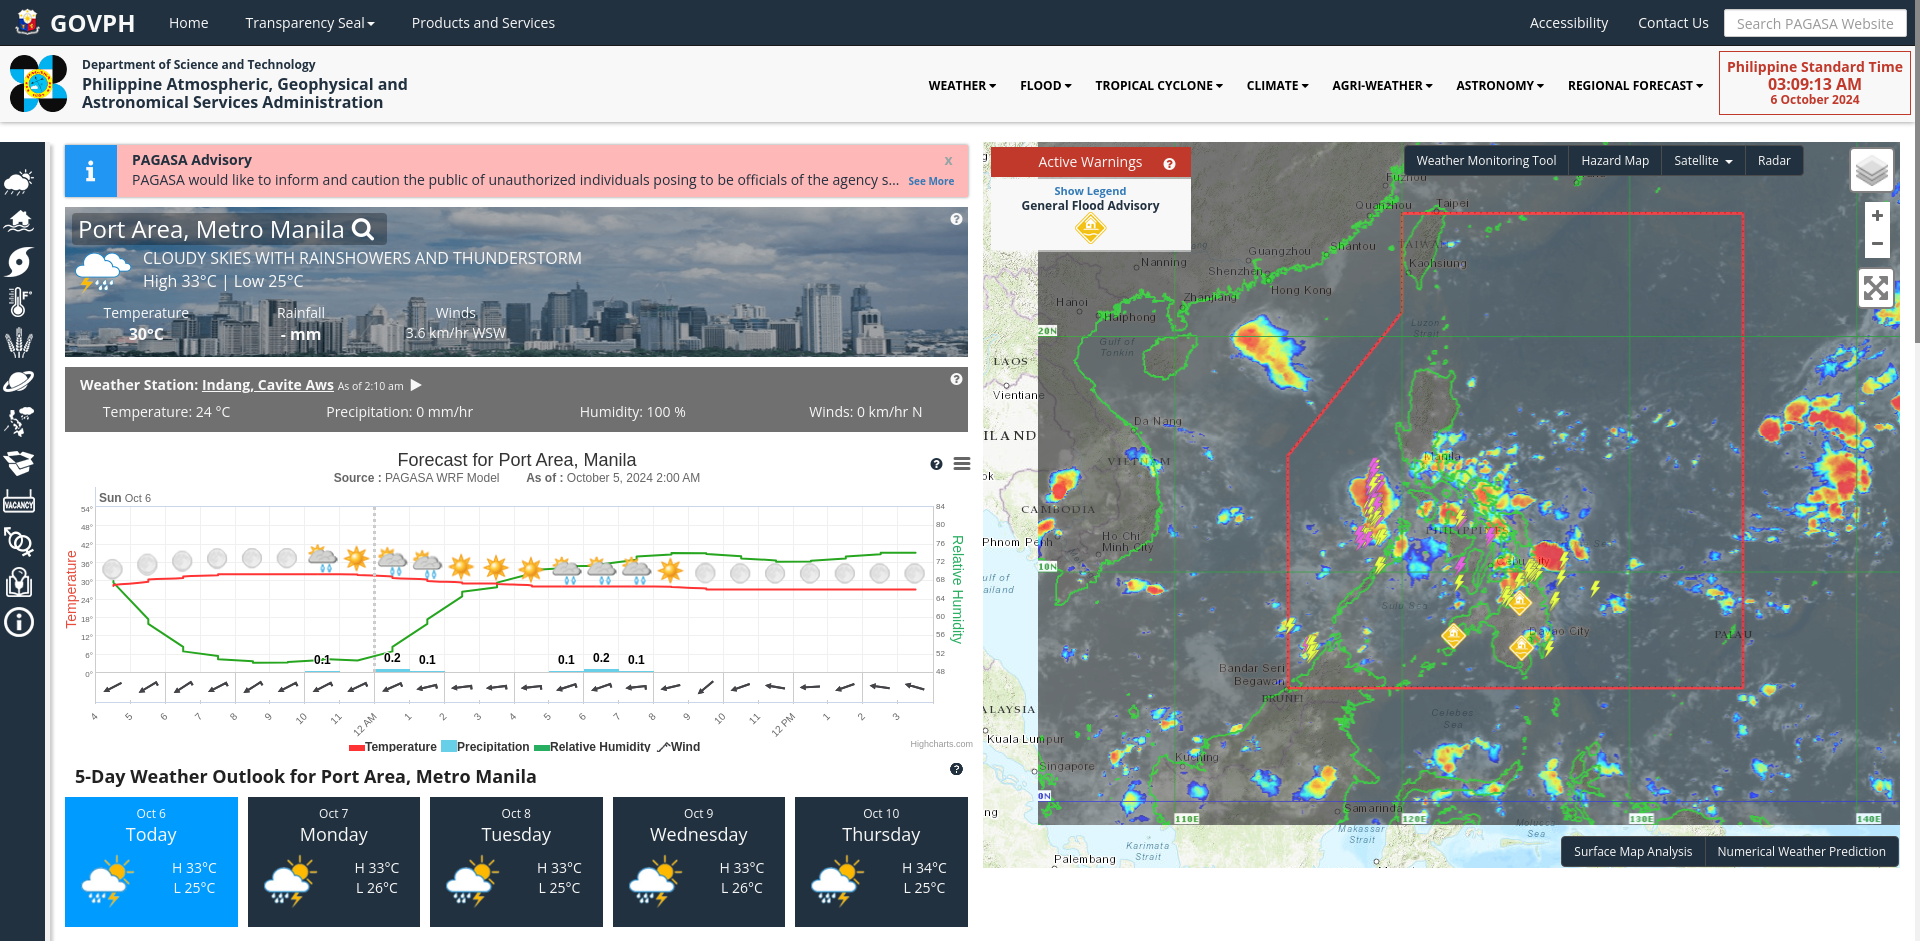 GOVPH
Home
Transparency Seal
Products and Services
Accessibility
Contact Us
Search PAGASA Website
Department of Science and Technology
Philippine Atmospheric, Geophysical and
Astronomical Services Administration
WEATHER
FLOOD
TROPICAL CYCLONE
CLIMATE
AGRI-WEATHER
ASTRONOMY
REGIONAL FORECAST
Philippine Standard Time
03:09:13 AM
6 October 2024
VACANCY
PAGASA Advisory
x
PAGASA would like to inform and caution the public of unauthorized individuals posing to be officials of the agency s... See More
Port Area, Metro Manila
CLOUDY SKIES WITH RAINSHOWERS AND THUNDERSTORM
High 33°C | Low 25°C
Temperature Rainfall Winds
30°C - mm 3.6 km/hr WSW
Weather Station: Indang, Cavite Aws As of 2:10 am
Temperature: 24 °C Precipitation: 0 mm/hr Humidity: 100 % Winds: 0 km/hr N
Forecast for Port Area, Manila
Source : PAGASA WRF Model As of : October 5, 2024 2:00 AM
Sun Oct 6
Temperature
54°
48°
42°
36°
30°
24°
18°
12°
6°
0°
84
80
76
72
68
64
60
56
52
48
Relative Humidity
0.1 0.2 0.1 0.1 0.2 0.1
4 5 6 7 8 9 10 11 12 AM 1 2 3 4 5 6 7 8 9 10 11 12 PM 1 2 3
Temperature Precipitation Relative Humidity Wind
Highcharts.com
5-Day Weather Outlook for Port Area, Metro Manila
Oct 6
Today
H 33°C
L 25°C
Oct 7
Monday
H 33°C
L 26°C
Oct 8
Tuesday
H 33°C
L 25°C
Oct 9
Wednesday
H 33°C
L 26°C
Oct 10
Thursday
H 34°C
L 25°C
Active Warnings
Show Legend
General Flood Advisory
Weather Monitoring Tool
Hazard Map
Satellite
Radar
+
−
Fuzhou
Quanzhou
Taipei
Guangzhou
Shantou
TAIWAN
Nanning
Shenzhen
Kaohsiung
Hong Kong
Hanoi
Zhanjiang
Haiphong
Luzon
Strait
20N
Gulf of
Tonkin
LAOS
Vientiane
Da Nang
ILAND
VIETNAM
Manila
ok
CAMBODIA
PHILIPPINES
Phnom Penh
Ho Chi
Minh City
Cebu City
10N
ulf of
ailand
Sulu Sea
Davao City
PALAU
Bandar Seri
Begawan
BRUNEI
ALAYSIA
Celebes
Sea
Kuala Lumpur
Kuching
Singapore
0N
Samarinda
ng
110E
120E
130E
140E
Makassar
Strait
Molucca
Sea
Karimata
Strait
Palembang
Surface Map Analysis
Numerical Weather Prediction